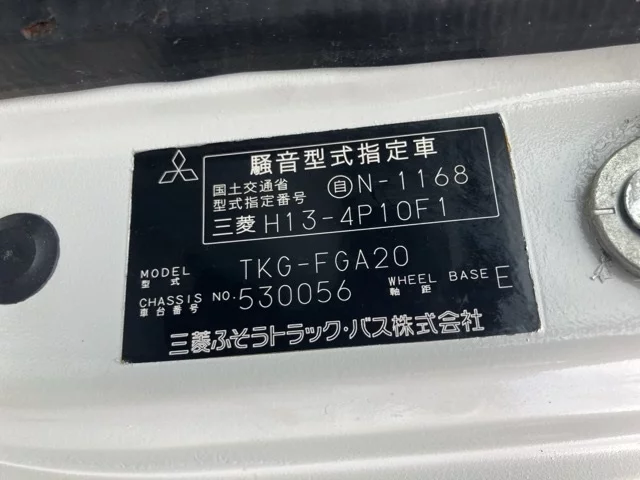 騒音型式指定車
国土交通省
型式指定番号 自N-1168
三菱 H13-4P10F1
MODEL 型式 TKG-FGA20
CHASSIS NO. 車台番号 530056 WHEEL BASE 軸距 E
三菱ふそうトラック・バス株式会社